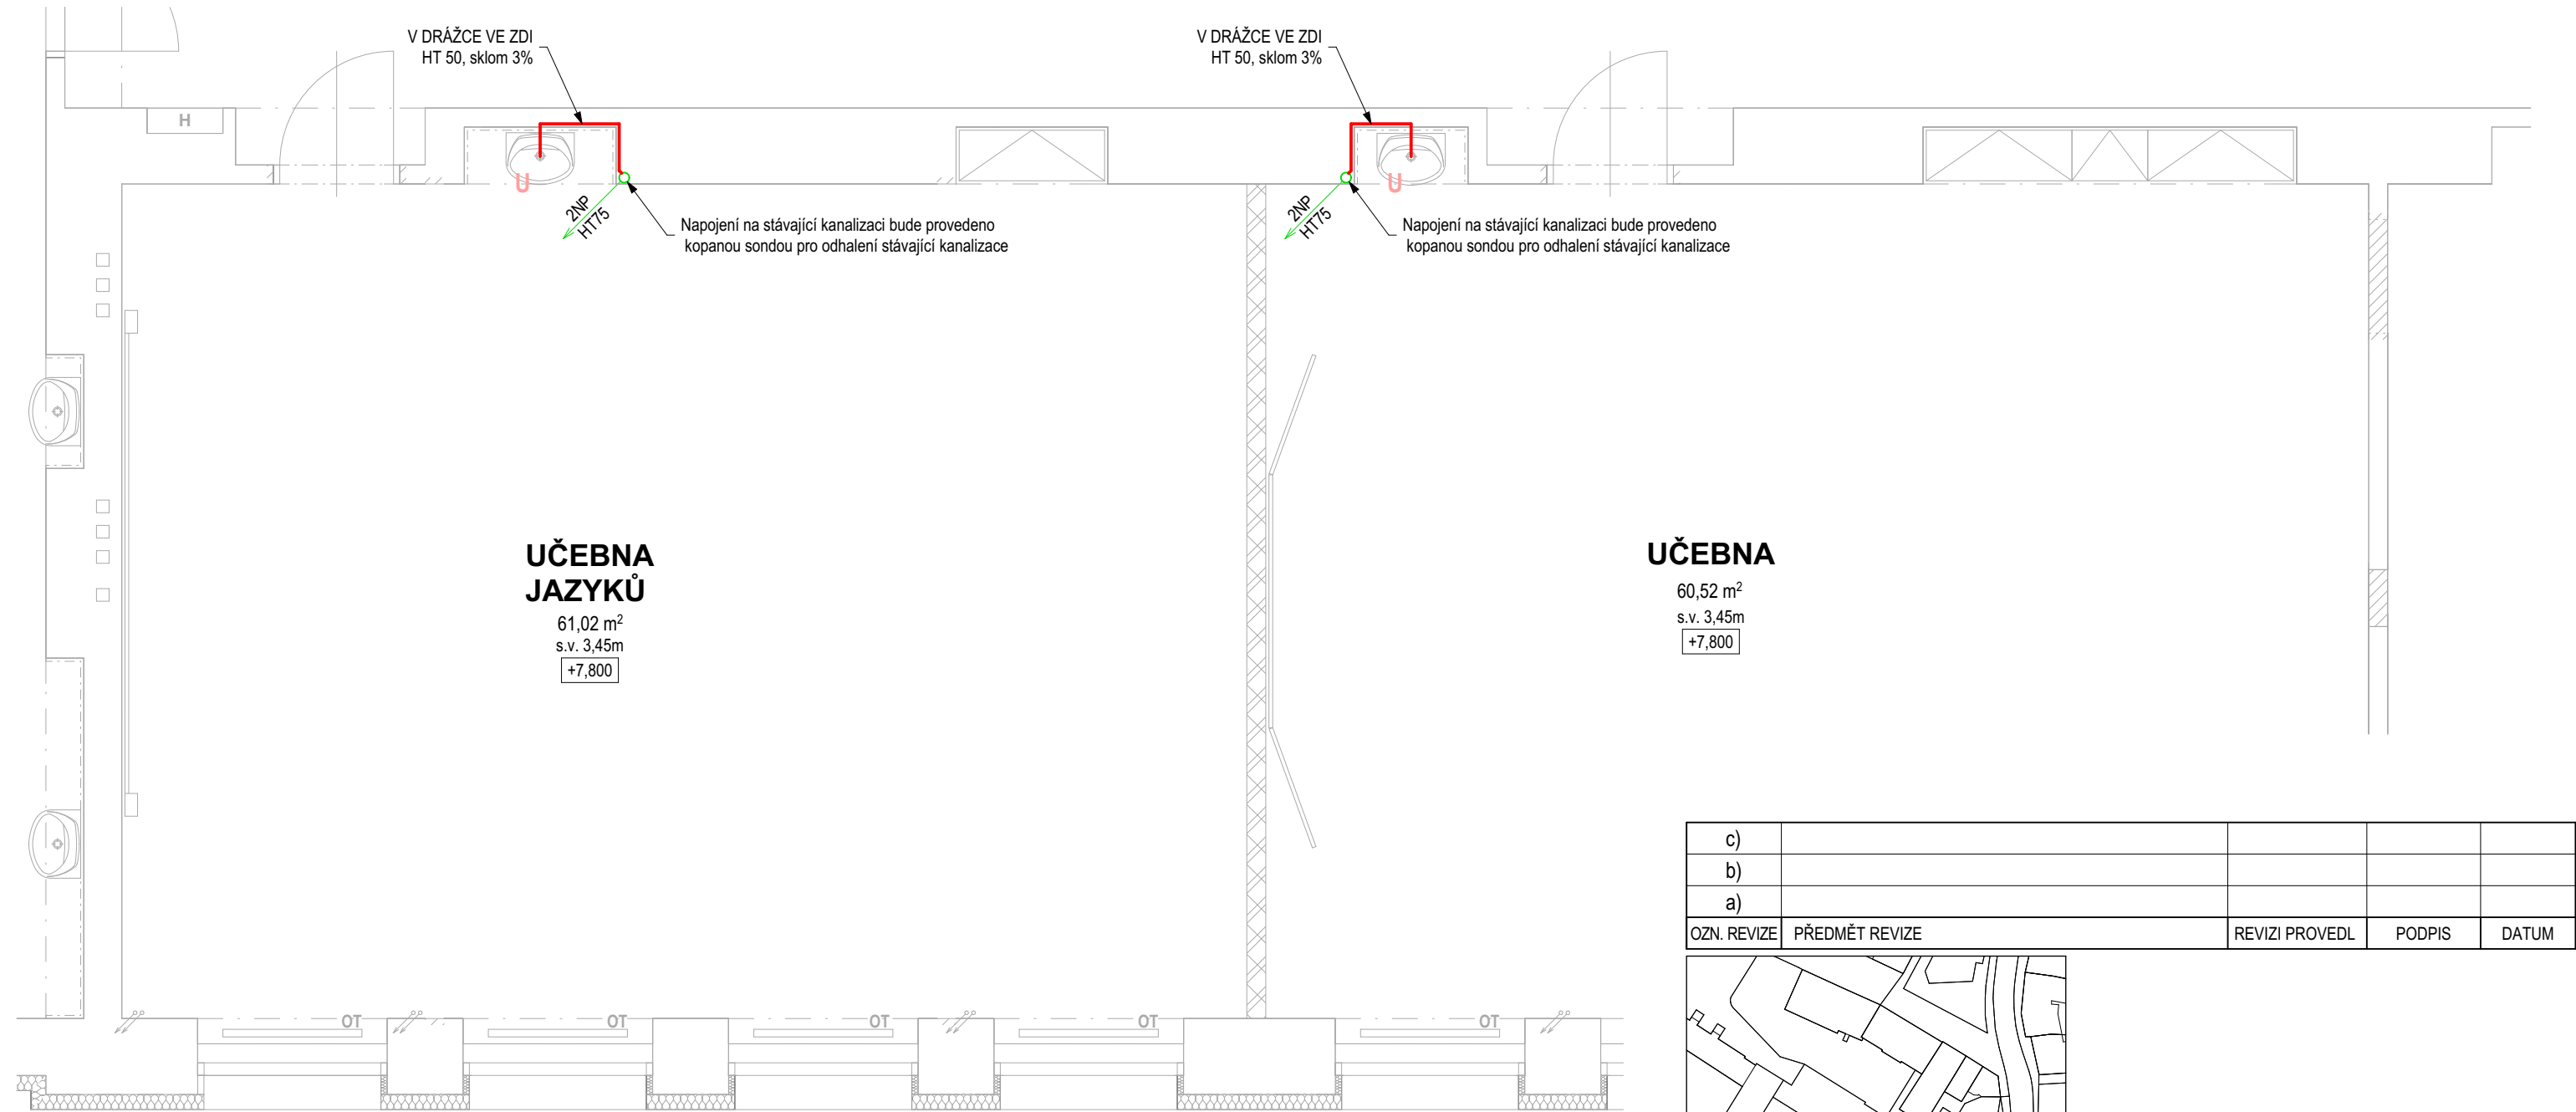 V DRÁŽCE VE ZDI
HT 50, sklom 3%
V DRÁŽCE VE ZDI
HT 50, sklom 3%
H
U
U
2NP
HT75
Napojení na stávající kanalizaci bude provedeno
kopanou sondou pro odhalení stávající kanalizace
2NP
HT75
Napojení na stávající kanalizaci bude provedeno
kopanou sondou pro odhalení stávající kanalizace
UČEBNA
JAZYKŮ
61,02 m²
s.v. 3,45m
+7,800
UČEBNA
60,52 m²
s.v. 3,45m
+7,800
c)
b)
a)
OZN. REVIZE PŘEDMĚT REVIZE REVIZI PROVEDL PODPIS DATUM
OT
OT
OT
OT
OT